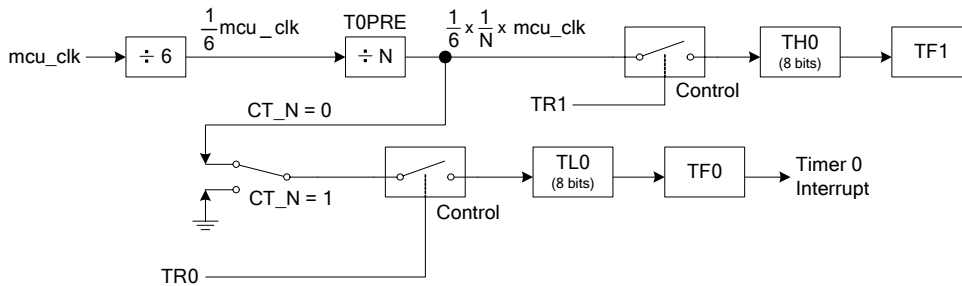 T0PRE
mcu_clk
÷ 6
1/6 mcu_clk
÷ N
1/6 x 1/N x mcu_clk
TH0
(8 bits)
TF1
Control
TR1
CT_N = 0
TL0
(8 bits)
TF0
Timer 0
Interrupt
CT_N = 1
Control
TR0